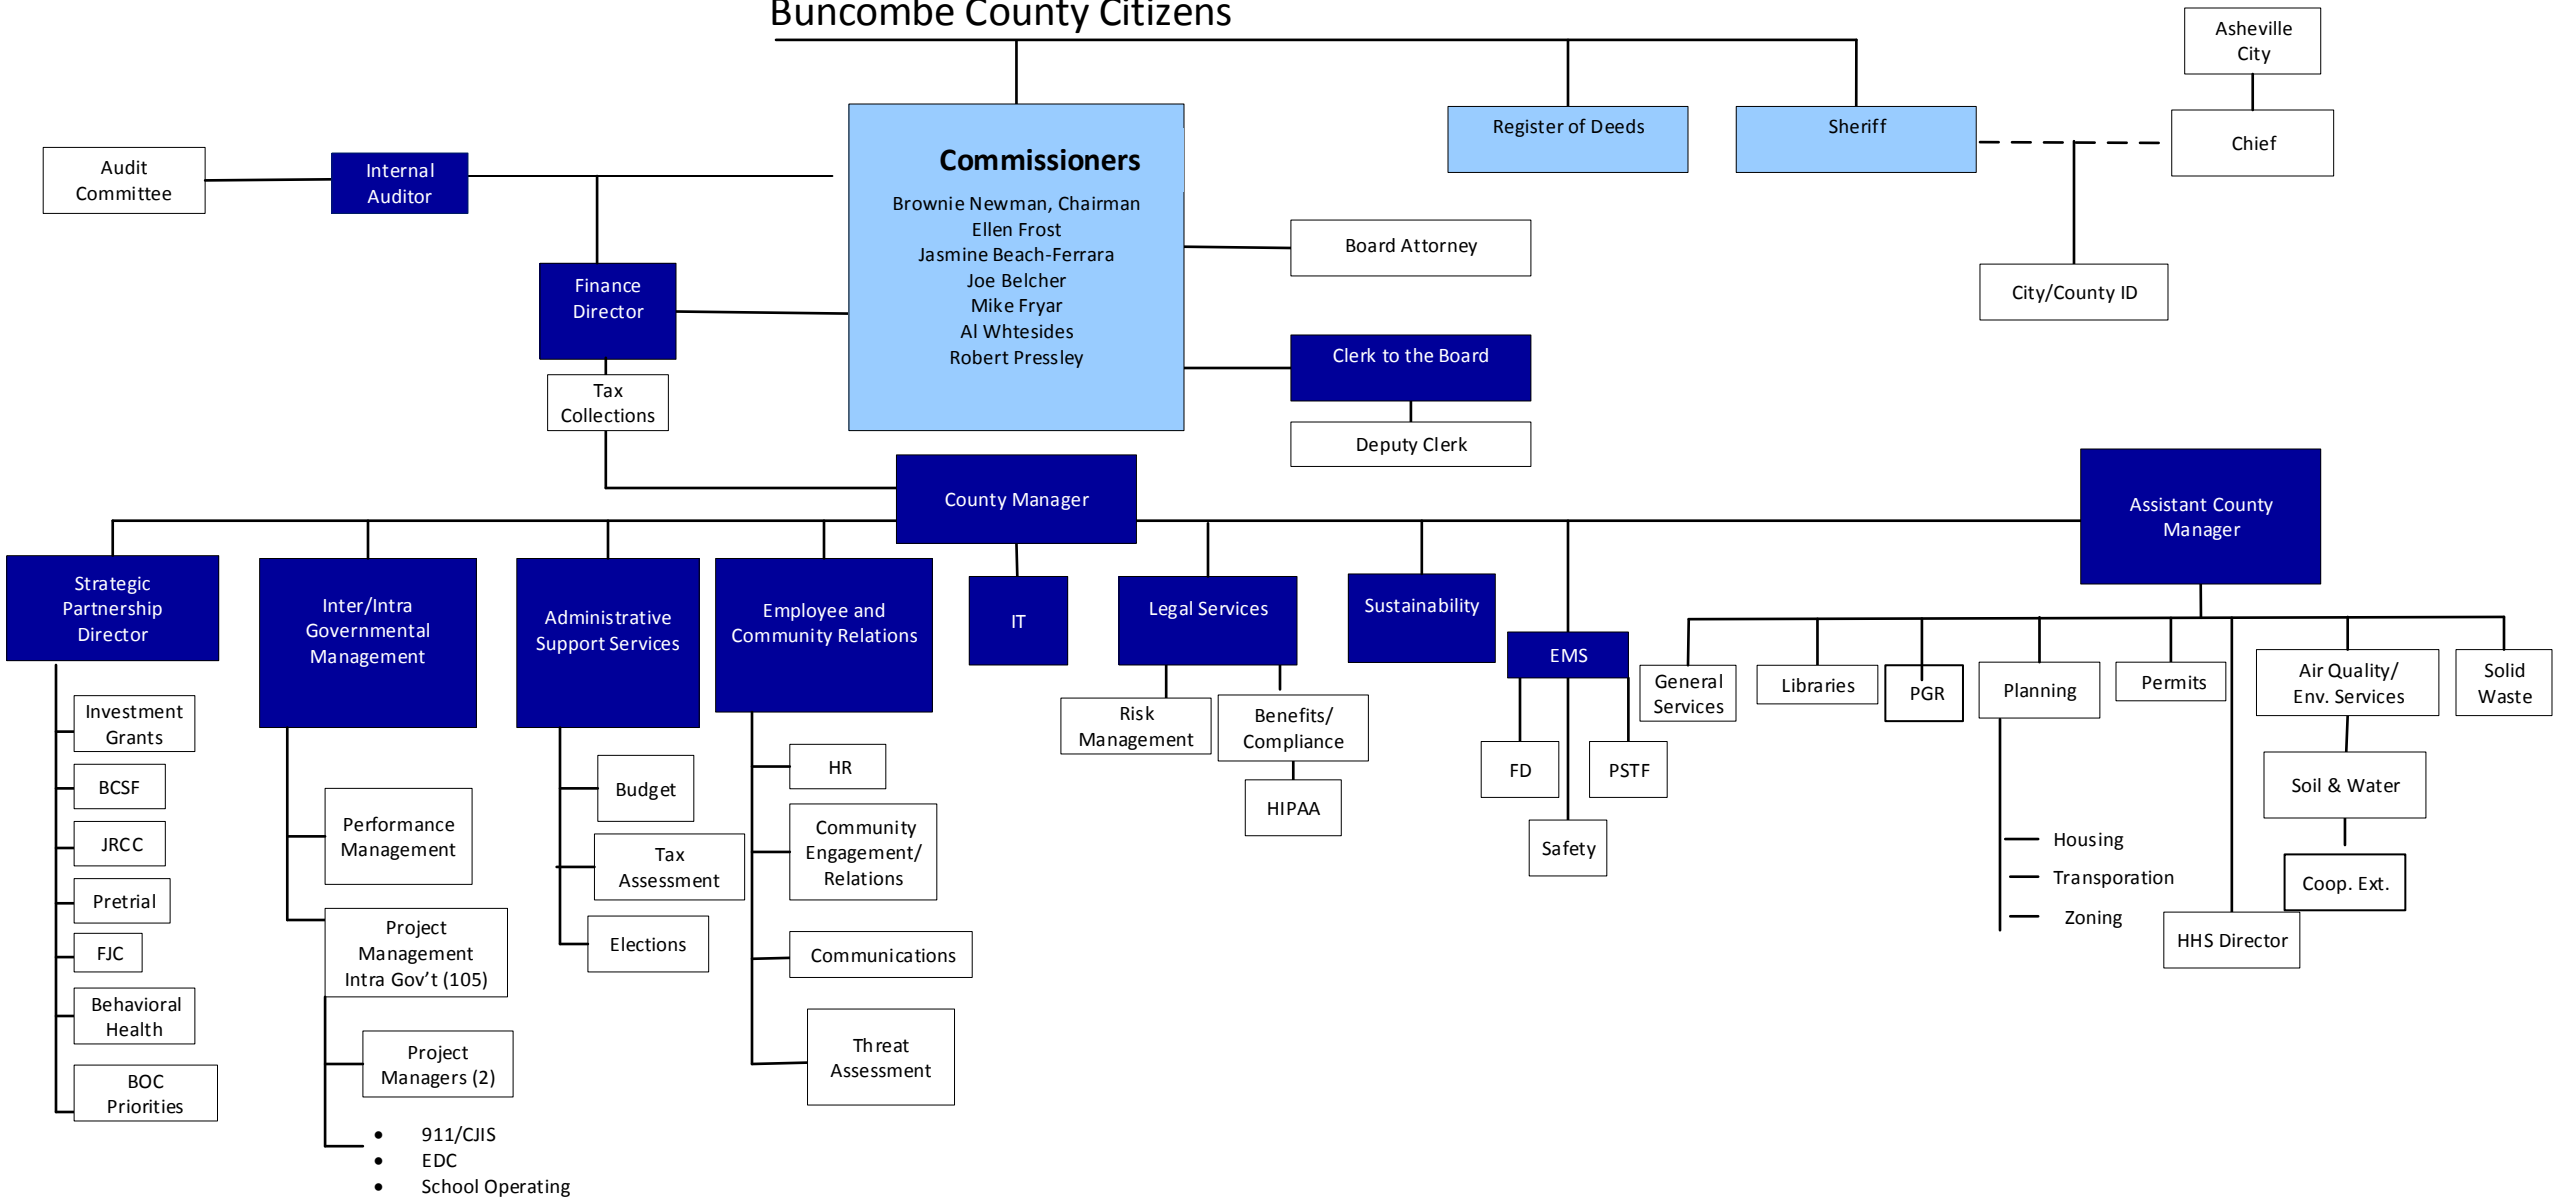 Buncombe County Citizens
Asheville
City
Audit
Committee
Internal
Auditor
Commissioners
Brownie Newman, Chairman
Ellen Frost
Jasmine Beach-Ferrara
Joe Belcher
Mike Fryar
Al Whtesides
Robert Pressley
Register of Deeds
Sheriff
Chief
Board Attorney
City/County ID
Finance
Director
Clerk to the Board
Tax
Collections
Deputy Clerk
County Manager
Assistant County
Manager
Strategic
Partnership
Director
Inter/Intra
Governmental
Management
Administrative
Support Services
Employee and
Community Relations
IT
Legal Services
Sustainability
EMS
General
Services
Libraries
PGR
Planning
Permits
Air Quality/
Env. Services
Solid
Waste
Investment
Grants
BCSF
JRCC
Pretrial
FJC
Behavioral
Health
BOC
Priorities
Performance
Management
Project
Management
Intra Gov’t (105)
Project
Managers (2)
• 911/CJIS
• EDC
• School Operating
Budget
Tax
Assessment
Elections
HR
Community
Engagement/
Relations
Communications
Threat
Assessment
Risk
Management
Benefits/
Compliance
HIPAA
FD
PSTF
Safety
Housing
Transporation
Zoning
HHS Director
Soil & Water
Coop. Ext.